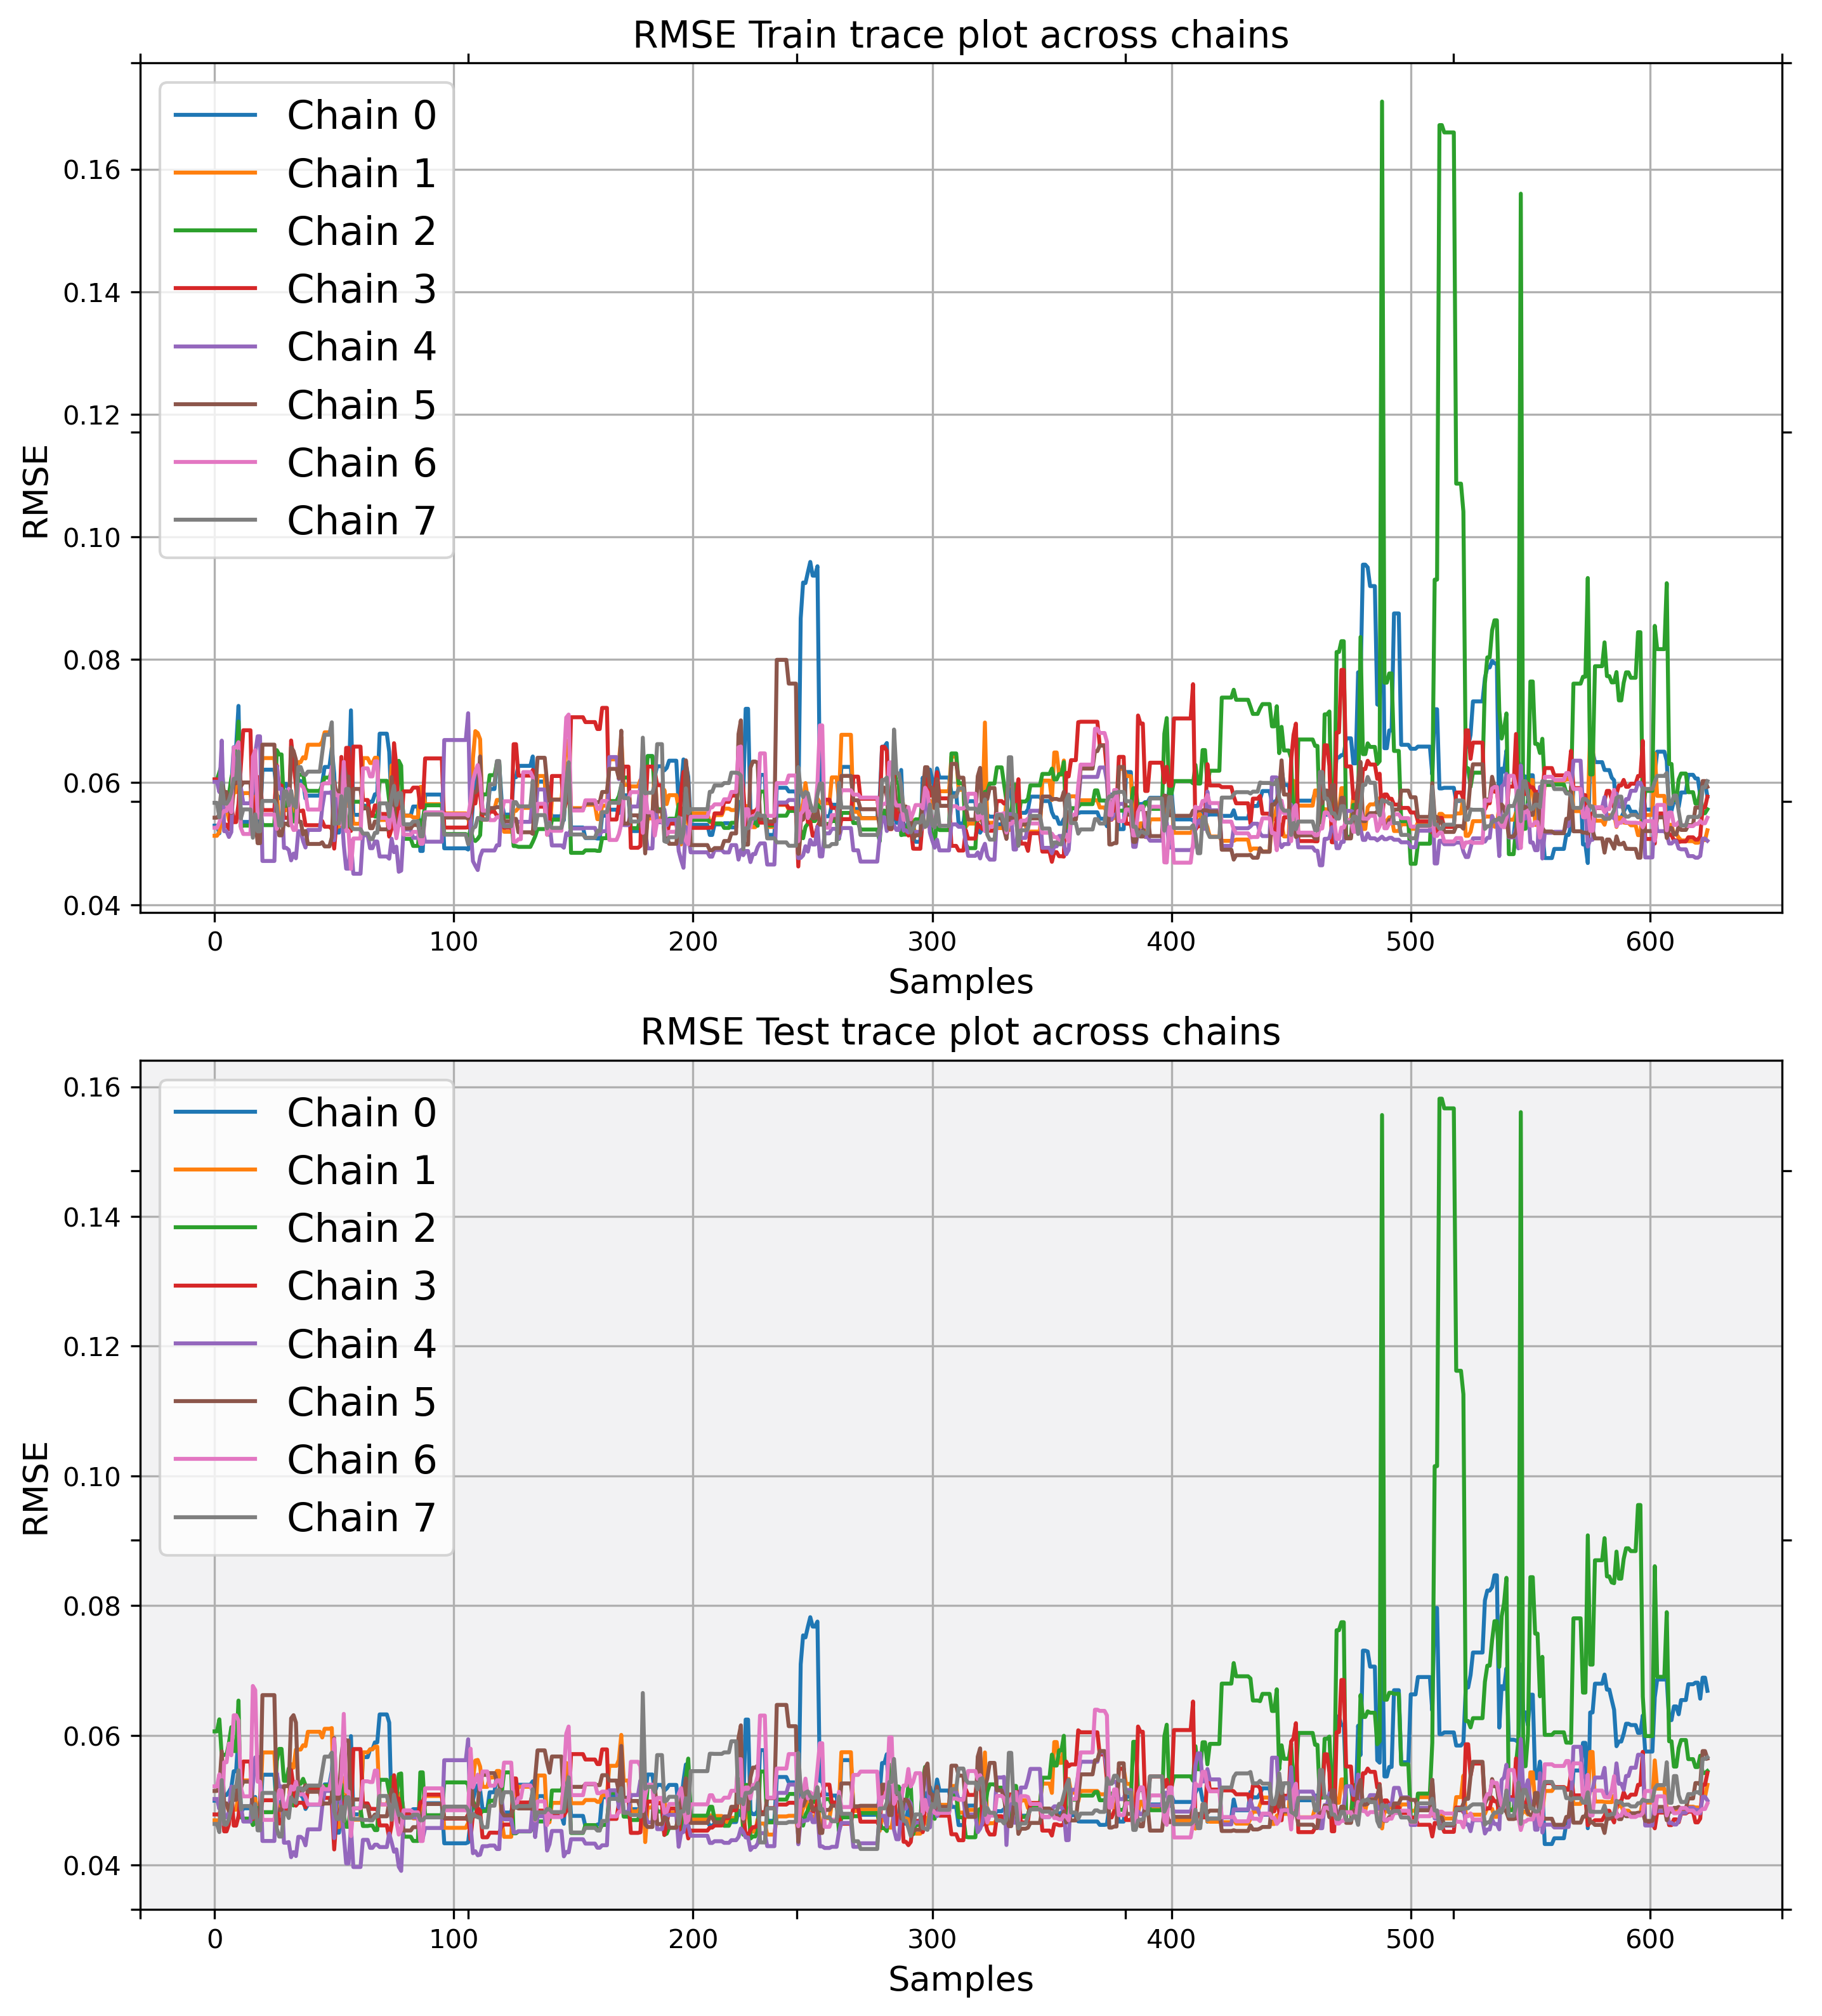 RMSE Train trace plot across chains
Chain 0
Chain 1
Chain 2
Chain 3
Chain 4
Chain 5
Chain 6
Chain 7
RMSE
0.16
0.14
0.12
0.10
0.08
0.06
0.04
0 100 200 300 400 500 600
Samples
RMSE Test trace plot across chains
Chain 0
Chain 1
Chain 2
Chain 3
Chain 4
Chain 5
Chain 6
Chain 7
RMSE
0.16
0.14
0.12
0.10
0.08
0.06
0.04
0 100 200 300 400 500 600
Samples